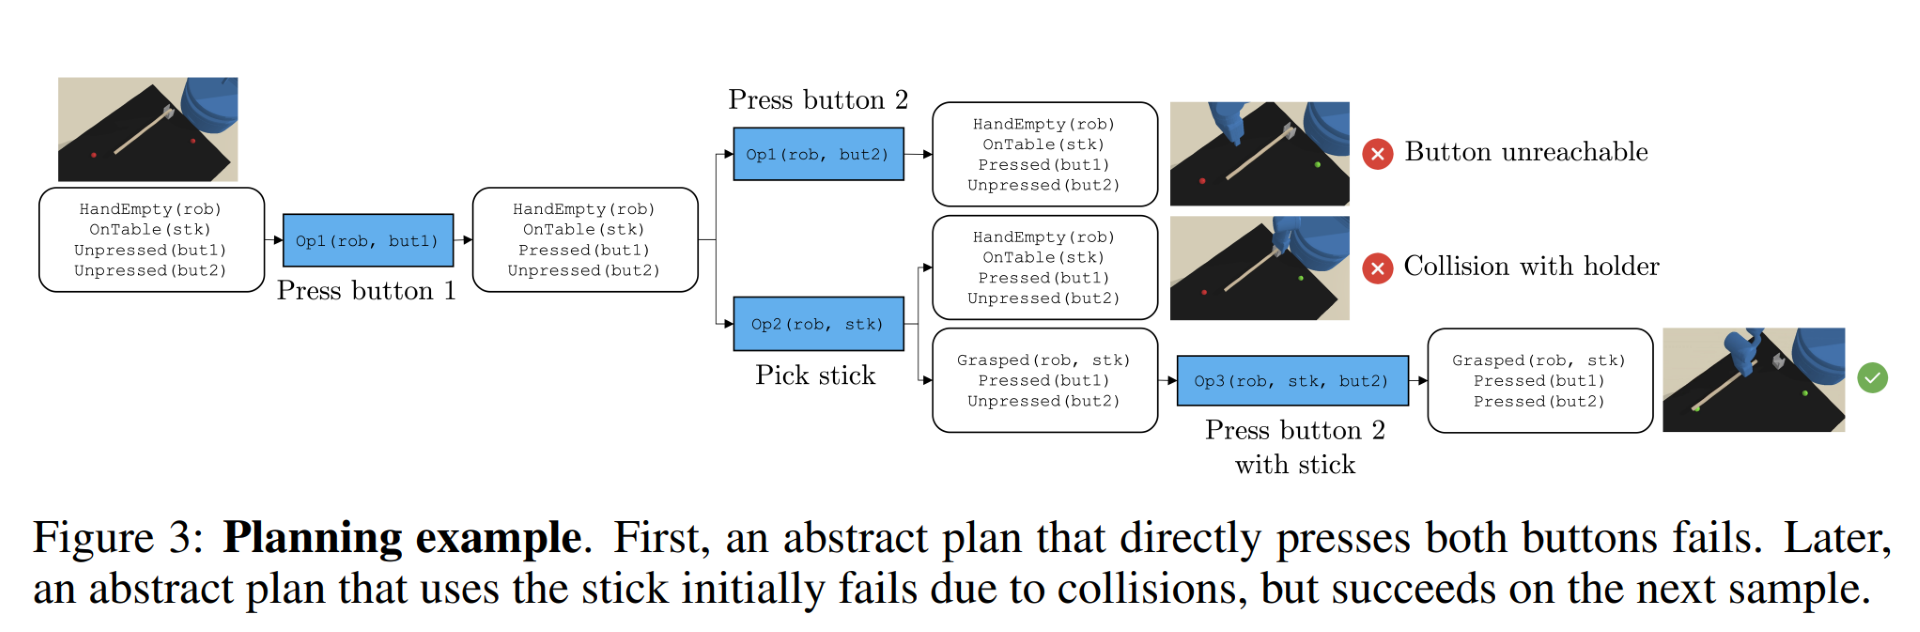 HandEmpty(rob)
OnTable(stk)
Unpressed(but1)
Unpressed(but2)
Op1(rob, but1)
Press button 1
HandEmpty(rob)
OnTable(stk)
Pressed(but1)
Unpressed(but2)
Press button 2
Op1(rob, but2)
HandEmpty(rob)
OnTable(stk)
Pressed(but1)
Unpressed(but2)
Button unreachable
Op2(rob, stk)
Pick stick
HandEmpty(rob)
OnTable(stk)
Pressed(but1)
Unpressed(but2)
Collision with holder
Grasped(rob, stk)
Pressed(but1)
Unpressed(but2)
Op3(rob, stk, but2)
Press button 2
with stick
Grasped(rob, stk)
Pressed(but1)
Pressed(but2)
Figure 3: Planning example. First, an abstract plan that directly presses both buttons fails. Later,
an abstract plan that uses the stick initially fails due to collisions, but succeeds on the next sample.